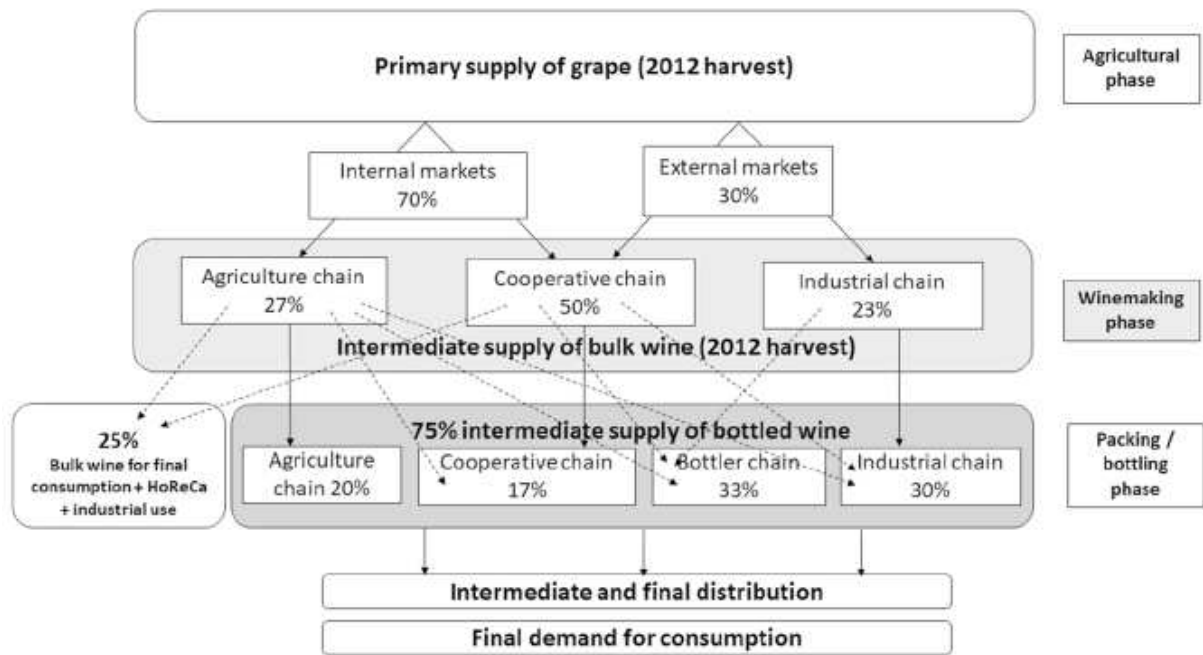 Primary supply of grape (2012 harvest)
Agricultural
phase
Internal markets
70%
External markets
30%
Agriculture chain
27%
Cooperative chain
50%
Industrial chain
23%
Winemaking
phase
Intermediate supply of bulk wine (2012 harvest)
25%
Bulk wine for final
consumption + HoReCa
+ industrial use
75% intermediate supply of bottled wine
Agriculture
chain 20%
Cooperative chain
17%
Bottler chain
33%
Industrial chain
30%
Packing /
bottling
phase
Intermediate and final distribution
Final demand for consumption